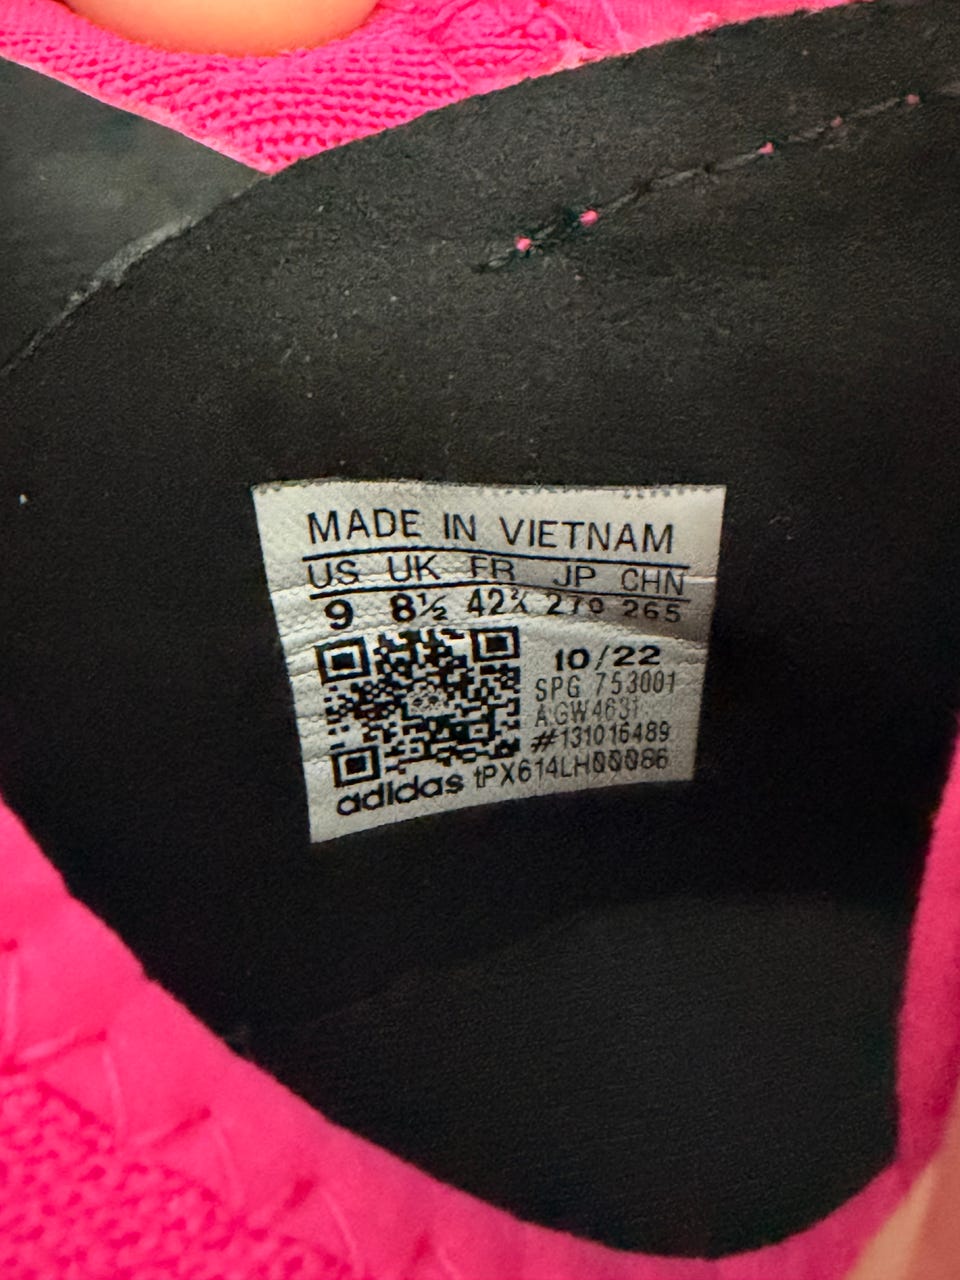 MADE IN VIETNAM
US UK FR JP CHN
9 8½ 42⅔ 270 265
10/22
SPG 753001
A.GW4631
#131016489
adidas tPX614LH00086